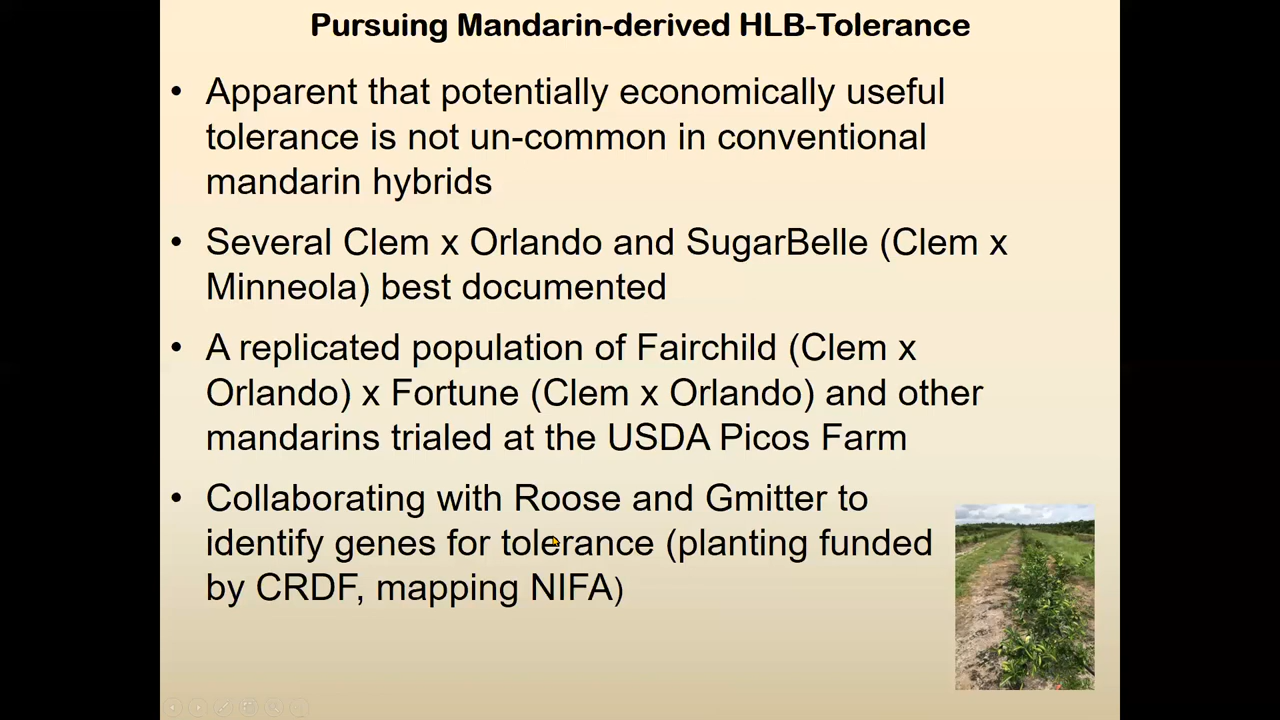 Pursuing Mandarin-derived HLB-Tolerance
• Apparent that potentially economically useful
tolerance is not un-common in conventional
mandarin hybrids
• Several Clem x Orlando and SugarBelle (Clem x
Minneola) best documented
• A replicated population of Fairchild (Clem x
Orlando) x Fortune (Clem x Orlando) and other
mandarins trialed at the USDA Picos Farm
• Collaborating with Roose and Gmitter to
identify genes for tolerance (planting funded
by CRDF, mapping NIFA)